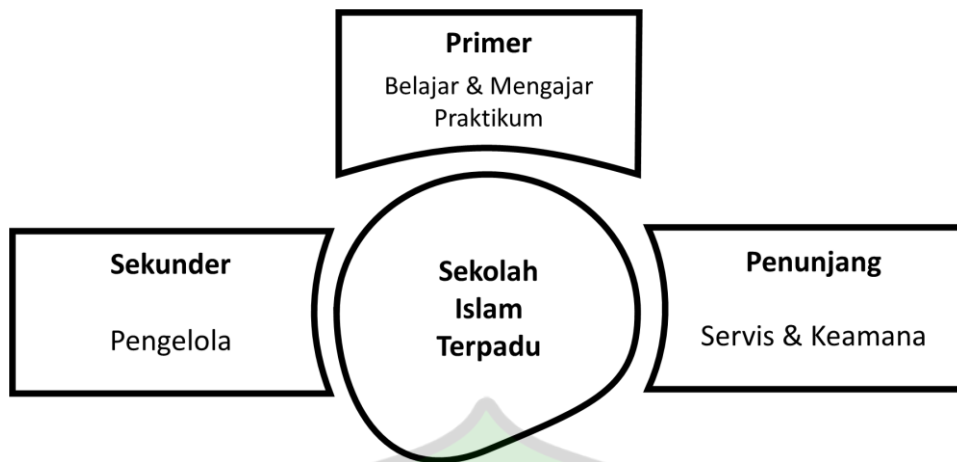 Primer
Belajar & Mengajar
Praktikum
Sekunder
Pengelola
Sekolah
Islam
Terpadu
Penunjang
Servis & Keamana